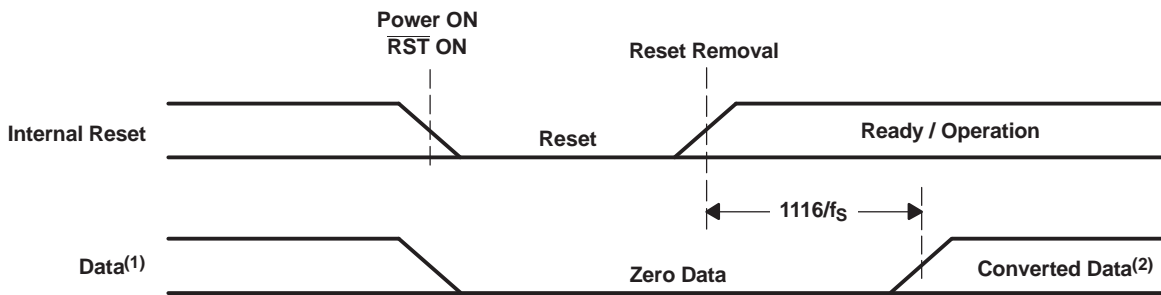 Power ON
R̅S̅T̅ ON
Reset Removal
Internal Reset
Reset
Ready / Operation
1116/fS
Data(1)
Zero Data
Converted Data(2)